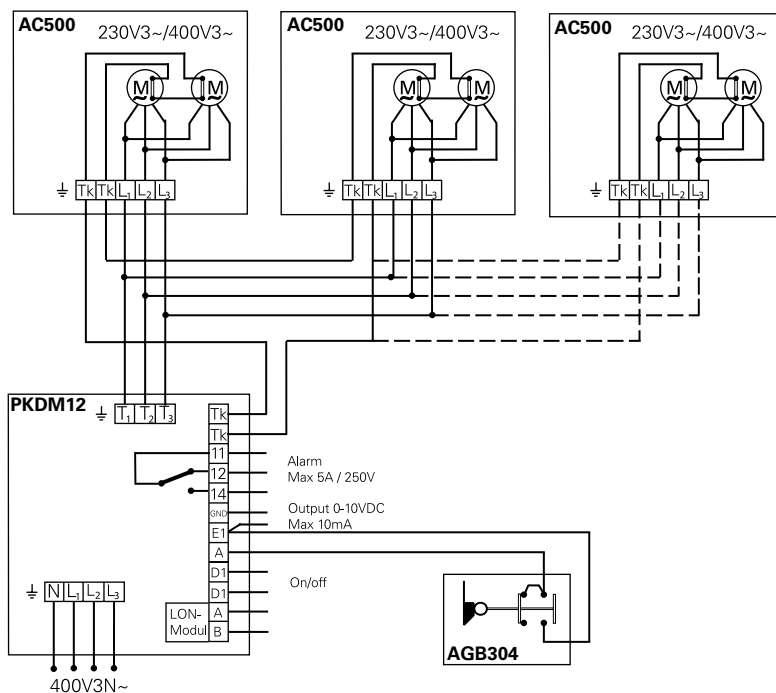 AC500 230V3~/400V3~
M M
Tk Tk L₁ L₂ L₃
AC500 230V3~/400V3~
M M
Tk Tk L₁ L₂ L₃
AC500 230V3~/400V3~
M M
Tk Tk L₁ L₂ L₃
PKDM12
T₁ T₂ T₃
Tk
Tk
11
12
14
GND
E1
A
D1
D1
A
B
Alarm
Max 5A / 250V
Output 0-10VDC
Max 10mA
On/off
LON-
Modul
N L₁ L₂ L₃
400V3N~
AGB304